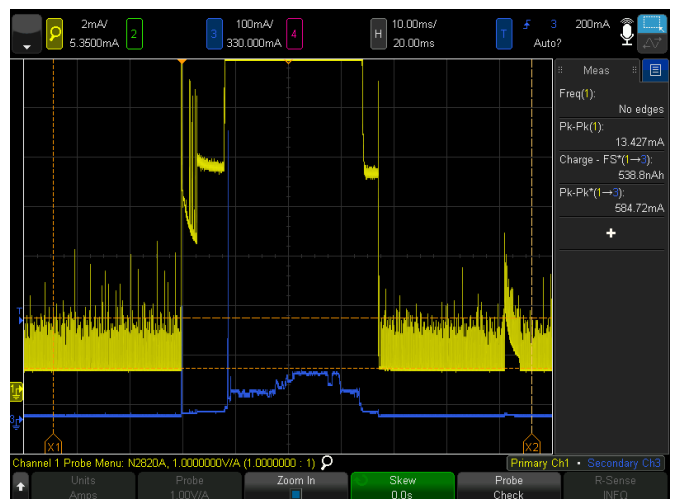 2mA/
5.3500mA
2
3
100mA/
330.000mA
4
H
10.00ms/
20.00ms
T
3
200mA
Auto?
Meas
Freq(1):
No edges
Pk-Pk(1):
13.427mA
Charge - FS*(1→3):
538.8nAh
Pk-Pk*(1→3):
584.72mA
+
T
1
3
X1
X2
Channel 1 Probe Menu: N2820A, 1.0000000V/A (1.0000000 : 1)
Primary Ch1 • Secondary Ch3
Units
Amps
Probe
1.00V/A
Zoom In
Skew
0.0s
Probe
Check
R-Sense
INFO